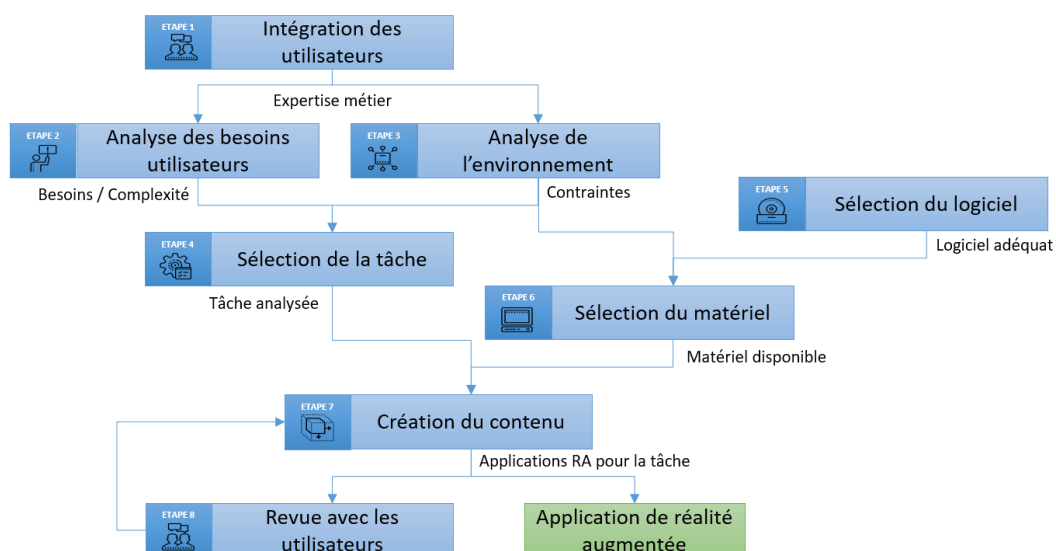 ETAPE 1
Intégration des
utilisateurs
Expertise métier
ETAPE 2
Analyse des besoins
utilisateurs
ETAPE 3
Analyse de
l'environnement
Besoins / Complexité
Contraintes
ETAPE 5
Sélection du logiciel
Logiciel adéquat
ETAPE 4
Sélection de la tâche
Tâche analysée
ETAPE 6
Sélection du matériel
Matériel disponible
ETAPE 7
Création du contenu
Applications RA pour la tâche
ETAPE 8
Revue avec les
utilisateurs
Application de réalité
augmentée